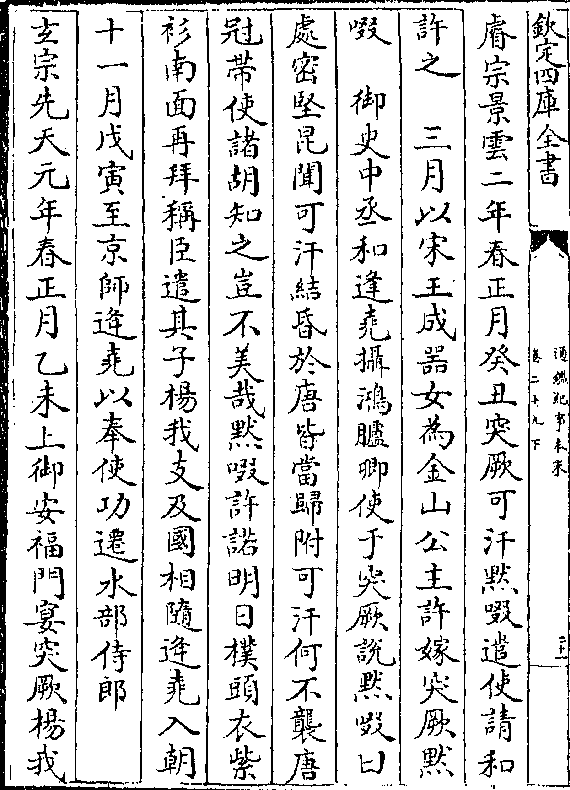 欽定四庫全書
通鑑紀事本末
卷二十九下
睿宗景雲二年春正月癸丑突厥可汗默啜遣使請和
許之　三月以宋王成器女為金山公主許嫁突厥默
啜　御史中丞和逢堯攝鴻臚卿使于突厥說默啜曰
處密堅昆聞可汗結昏於唐皆當歸附可汗何不襲唐
冠帶使諸胡知之豈不美哉默啜許諾明日樸頭衣紫
衫南面再拜稱臣遣其子楊我支及國相隨逢堯入朝
十一月戊寅至京師逢堯以奉使功遷水部侍郎
玄宗先天元年春正月乙未上御安福門宴突厥楊我